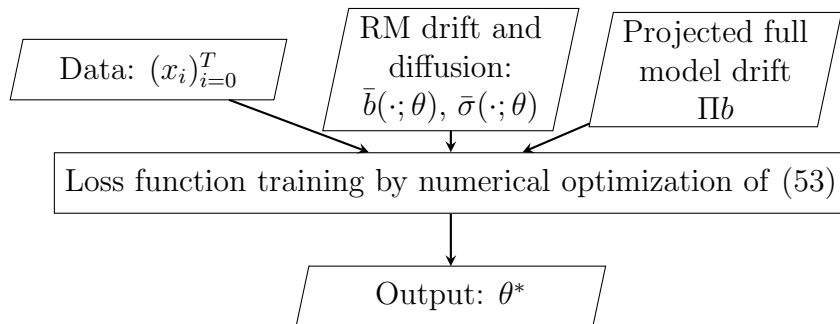 Data: $(x_i)_{i=0}^T$
RM drift and
diffusion:
$\bar{b}(\cdot;\theta)$, $\bar{\sigma}(\cdot;\theta)$
Projected full
model drift
$\Pi b$
Loss function training by numerical optimization of (53)
Output: $\theta^*$